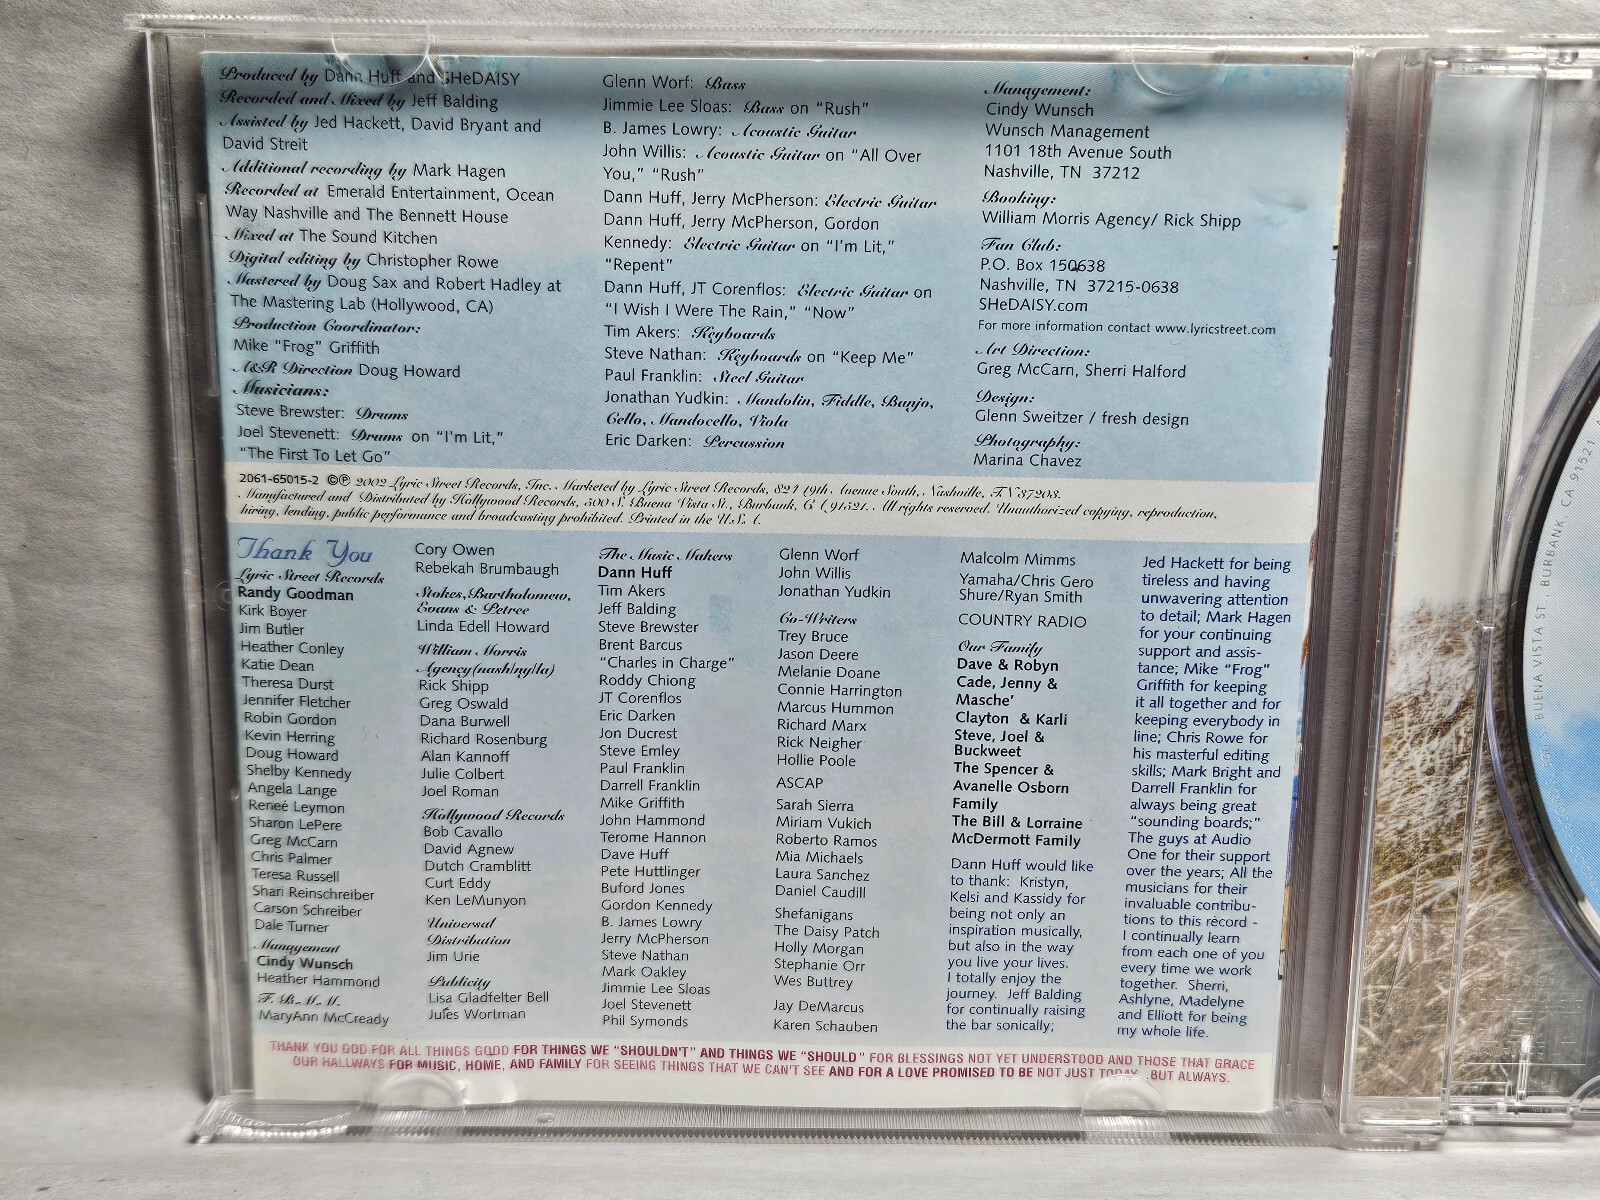 Produced by Dann Huff and SHeDAISY
Recorded and Mixed by Jeff Balding
Assisted by Jed Hackett, David Bryant and
David Streit
Additional recording by Mark Hagen
Recorded at Emerald Entertainment, Ocean
Way Nashville and The Bennett House
Mixed at The Sound Kitchen
Digital editing by Christopher Rowe
Mastered by Doug Sax and Robert Hadley at
The Mastering Lab (Hollywood, CA)
Production Coordinator:
Mike "Frog" Griffith
A&R Direction Doug Howard
Musicians:
Steve Brewster: Drums
Joel Stevenett: Drums on "I'm Lit,"
"The First To Let Go"
Glenn Worf: Bass
Jimmie Lee Sloas: Bass on "Rush"
B. James Lowry: Acoustic Guitar
John Willis: Acoustic Guitar on "All Over
You," "Rush"
Dann Huff, Jerry McPherson: Electric Guitar
Dann Huff, Jerry McPherson, Gordon
Kennedy: Electric Guitar on "I'm Lit,"
"Repent"
Dann Huff, JT Corenflos: Electric Guitar on
"I Wish I Were The Rain," "Now"
Tim Akers: Keyboards
Steve Nathan: Keyboards on "Keep Me"
Paul Franklin: Steel Guitar
Jonathan Yudkin: Mandolin, Fiddle, Banjo,
Cello, Mandocello, Viola
Eric Darken: Percussion
Management:
Cindy Wunsch
Wunsch Management
1101 18th Avenue South
Nashville, TN 37212
Booking:
William Morris Agency/ Rick Shipp
Fan Club:
P.O. Box 150638
Nashville, TN 37215-0638
SHeDAISY.com
For more information contact www.lyricstreet.com
Art Direction:
Greg McCarn, Sherri Halford
Design:
Glenn Sweitzer / fresh design
Photography:
Marina Chavez
2061-65015-2 ©℗ 2002 Lyric Street Records, Inc. Marketed by Lyric Street Records, 824 19th Avenue South, Nashville, TN 37203.
Manufactured and Distributed by Hollywood Records, 500 S. Buena Vista St., Burbank, CA 91521. All rights reserved. Unauthorized copying, reproduction,
hiring, lending, public performance and broadcasting prohibited. Printed in the U.S.A.
Thank You
Lyric Street Records
Randy Goodman
Kirk Boyer
Jim Butler
Heather Conley
Katie Dean
Theresa Durst
Jennifer Fletcher
Robin Gordon
Kevin Herring
Doug Howard
Shelby Kennedy
Angela Lange
Reneé Leymon
Sharon LePere
Greg McCarn
Chris Palmer
Teresa Russell
Shari Reinschreiber
Carson Schreiber
Dale Turner
Management
Cindy Wunsch
Heather Hammond
F.B.M.M.
MaryAnn McCready
Cory Owen
Rebekah Brumbaugh
Stokes, Bartholomew,
Evans & Petree
Linda Edell Howard
William Morris
Agency(nash/ny/la)
Rick Shipp
Greg Oswald
Dana Burwell
Richard Rosenburg
Alan Kannoff
Julie Colbert
Joel Roman
Hollywood Records
Bob Cavallo
David Agnew
Dutch Cramblitt
Curt Eddy
Ken LeMunyon
Universal
Distribution
Jim Urie
Publicity
Lisa Gladfelter Bell
Jules Wortman
The Music Makers
Dann Huff
Tim Akers
Jeff Balding
Steve Brewster
Brent Barcus
"Charles in Charge"
Roddy Chiong
JT Corenflos
Eric Darken
Jon Ducrest
Steve Emley
Paul Franklin
Darrell Franklin
Mike Griffith
John Hammond
Terome Hannon
Dave Huff
Pete Huttlinger
Buford Jones
Gordon Kennedy
B. James Lowry
Jerry McPherson
Steve Nathan
Mark Oakley
Jimmie Lee Sloas
Joel Stevenett
Phil Symonds
Glenn Worf
John Willis
Jonathan Yudkin
Co-Writers
Trey Bruce
Jason Deere
Melanie Doane
Connie Harrington
Marcus Hummon
Richard Marx
Rick Neigher
Hollie Poole
ASCAP
Sarah Sierra
Miriam Vukich
Roberto Ramos
Mia Michaels
Laura Sanchez
Daniel Caudill
Shefanigans
The Daisy Patch
Holly Morgan
Stephanie Orr
Wes Buttrey
Jay DeMarcus
Karen Schauben
Malcolm Mimms
Yamaha/Chris Gero
Shure/Ryan Smith
COUNTRY RADIO
Our Family
Dave & Robyn
Cade, Jenny &
Masche'
Clayton & Karli
Steve, Joel &
Buckweet
The Spencer &
Avanelle Osborn
Family
The Bill & Lorraine
McDermott Family
Dann Huff would like
to thank: Kristyn,
Kelsi and Kassidy for
being not only an
inspiration musically,
but also in the way
you live your lives.
I totally enjoy the
journey. Jeff Balding
for continually raising
the bar sonically;
Jed Hackett for being
tireless and having
unwavering attention
to detail; Mark Hagen
for your continuing
support and assis-
tance; Mike "Frog"
Griffith for keeping
it all together and for
keeping everybody in
line; Chris Rowe for
his masterful editing
skills; Mark Bright and
Darrell Franklin for
always being great
"sounding boards;"
The guys at Audio
One for their support
over the years; All the
musicians for their
invaluable contribu-
tions to this record -
I continually learn
from each one of you
every time we work
together. Sherri,
Ashlyne, Madelyne
and Elliott for being
my whole life.
THANK YOU GOD FOR ALL THINGS GOOD FOR THINGS WE "SHOULDN'T" AND THINGS WE "SHOULD" FOR BLESSINGS NOT YET UNDERSTOOD AND THOSE THAT GRACE
OUR HALLWAYS FOR MUSIC, HOME, AND FAMILY FOR SEEING THINGS THAT WE CAN'T SEE AND FOR A LOVE PROMISED TO BE NOT JUST TODAY...BUT ALWAYS.
500 S. BUENA VISTA ST., BURBANK, CA 91521